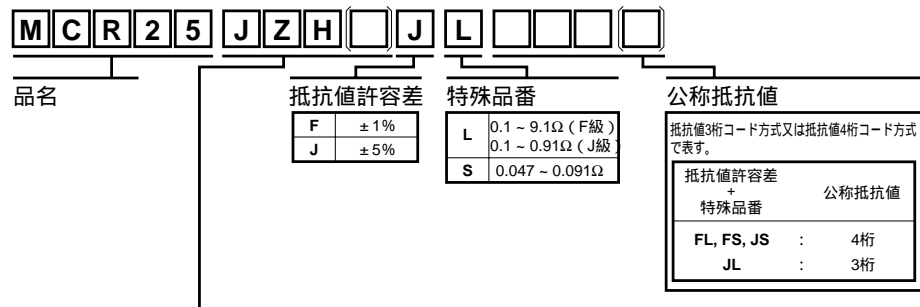 MCR25 JZH( ) J L ( )
品名
抵抗値許容差
F ±1%
J ±5%
特殊品番
L 0.1 ~ 9.1Ω ( F級 )
0.1 ~ 0.91Ω ( J級 )
S 0.047 ~ 0.091Ω
公称抵抗値
抵抗値3桁コード方式又は抵抗値4桁コード方式
で表す。
抵抗値許容差
+
特殊品番
公称抵抗値
FL, FS, JS : 4桁
JL : 3桁